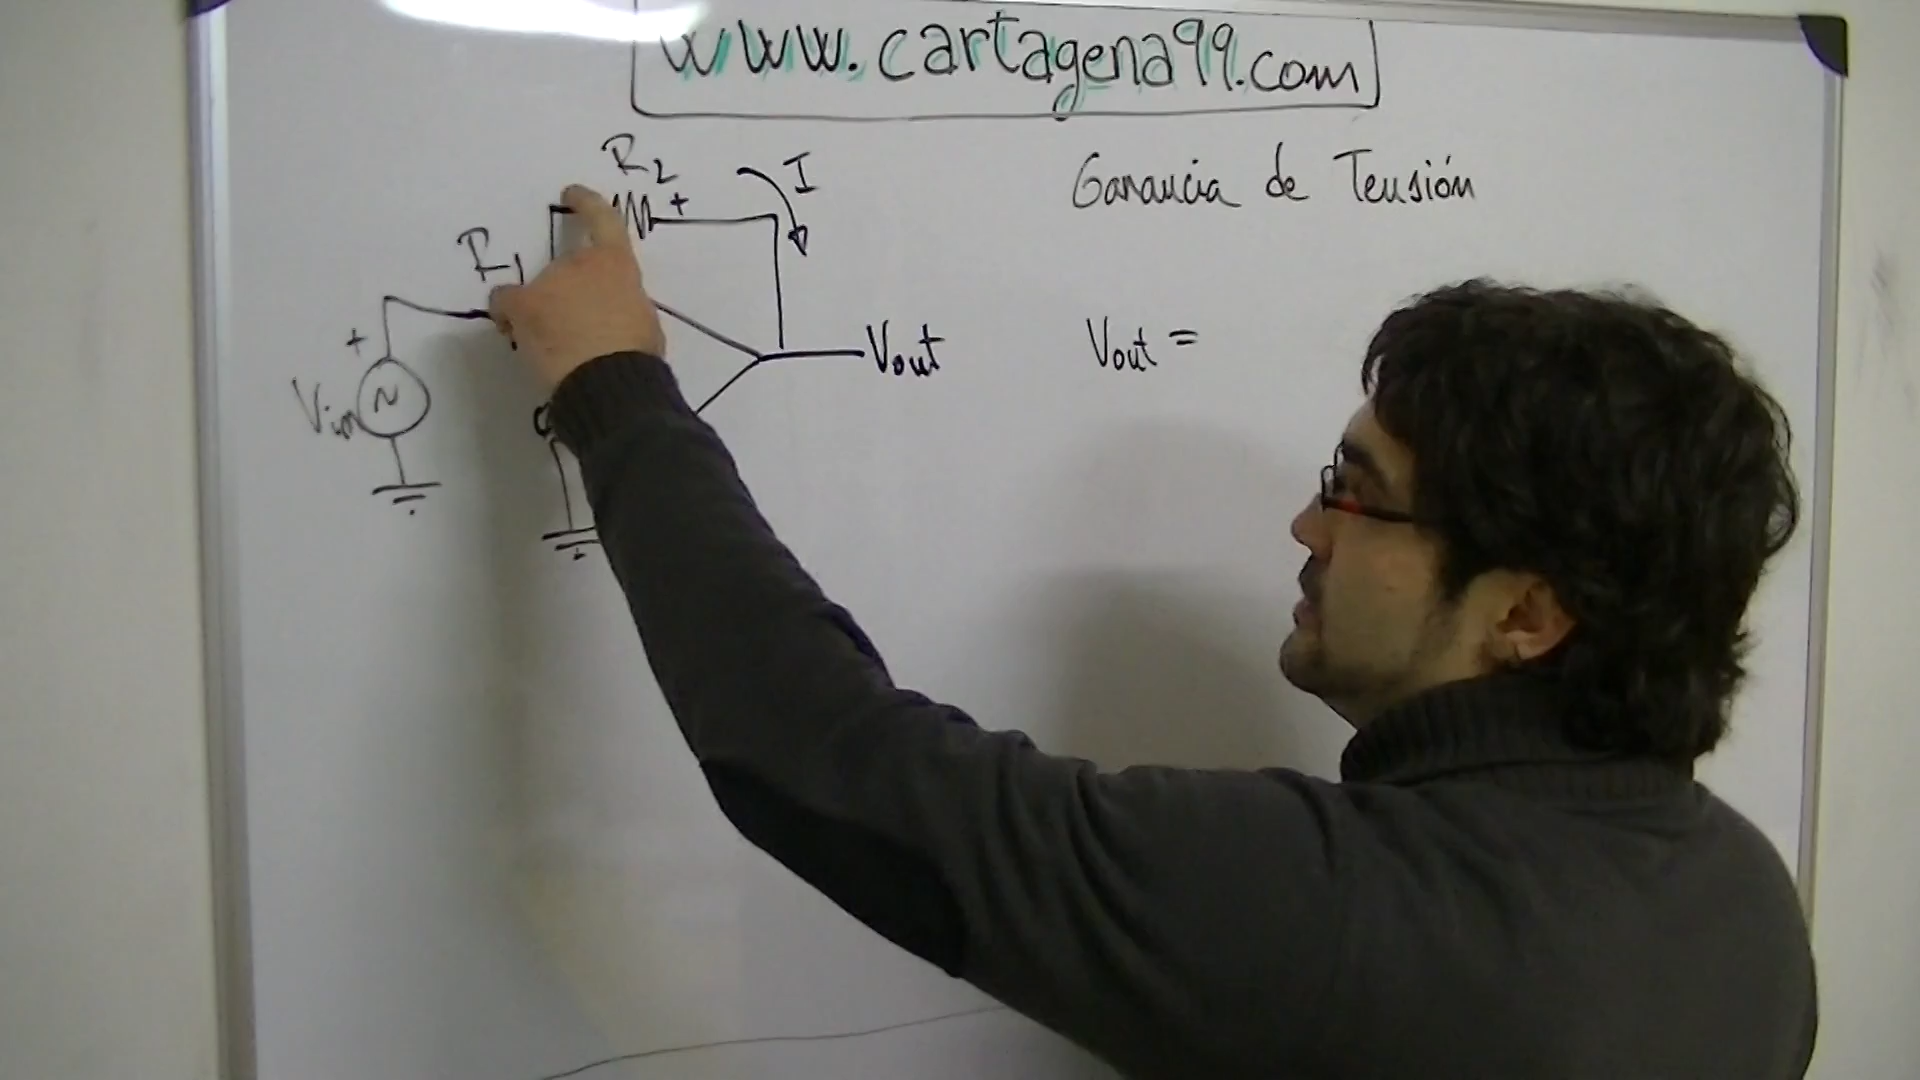 www.cartagena99.com
R2
I
+
Ganancia de Tensión
R1
+
Vin
Vout
Vout =